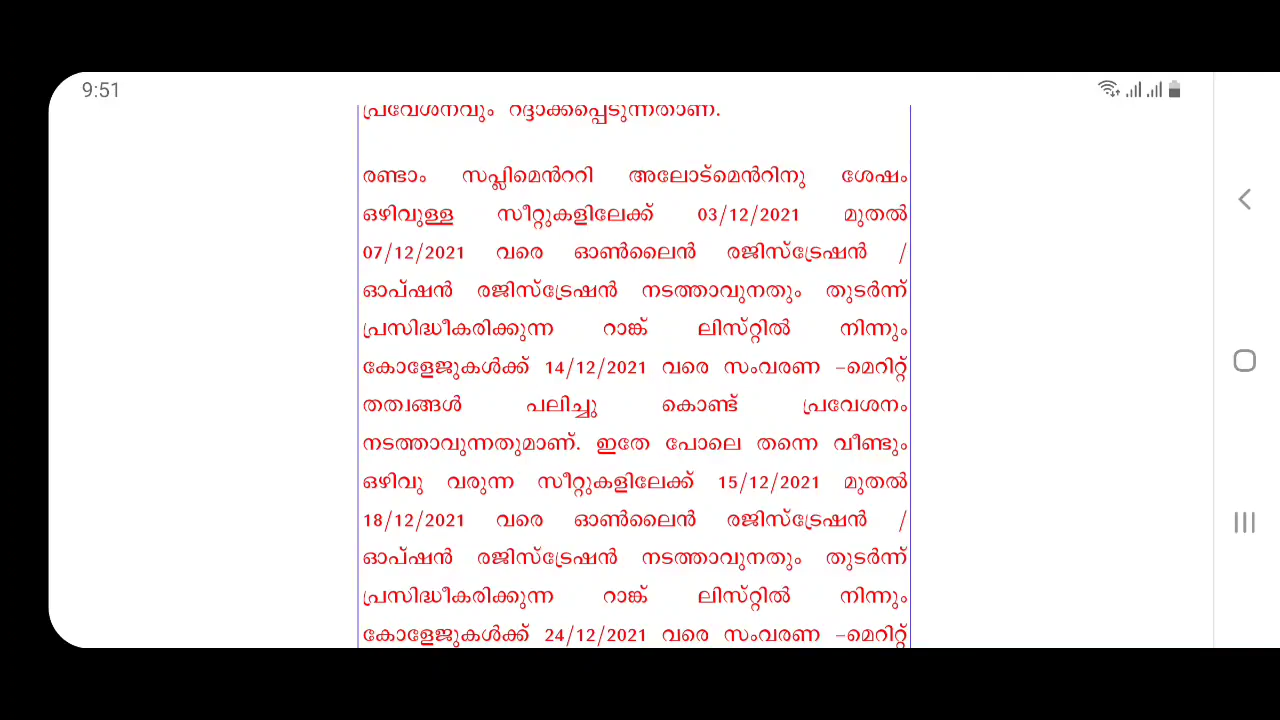 9:51
പ്രവേശനവും റദ്ദാക്കപ്പെടുന്നതാണ്.
രണ്ടാം സപ്ലിമെൻററി അലോട്മെൻറിനു ശേഷം
ഒഴിവുള്ള സീറ്റുകളിലേക്ക് 03/12/2021 മുതൽ
07/12/2021 വരെ ഓൺലൈൻ രജിസ്ട്രേഷൻ /
ഓപ്ഷൻ രജിസ്ട്രേഷൻ നടത്താവുനതും തുടർന്ന്
പ്രസിദ്ധീകരിക്കുന്ന റാങ്ക് ലിസ്റ്റിൽ നിന്നും
കോളേജുകൾക്ക് 14/12/2021 വരെ സംവരണ –മെറിറ്റ്
തത്വങ്ങൾ പലിച്ചു കൊണ്ട് പ്രവേശനം
നടത്താവുന്നതുമാണ്. ഇതേ പോലെ തന്നെ വീണ്ടും
ഒഴിവു വരുന്ന സീറ്റുകളിലേക്ക് 15/12/2021 മുതൽ
18/12/2021 വരെ ഓൺലൈൻ രജിസ്ട്രേഷൻ /
ഓപ്ഷൻ രജിസ്ട്രേഷൻ നടത്താവുനതും തുടർന്ന്
പ്രസിദ്ധീകരിക്കുന്ന റാങ്ക് ലിസ്റ്റിൽ നിന്നും
കോളേജുകൾക്ക് 24/12/2021 വരെ സംവരണ –മെറിറ്റ്